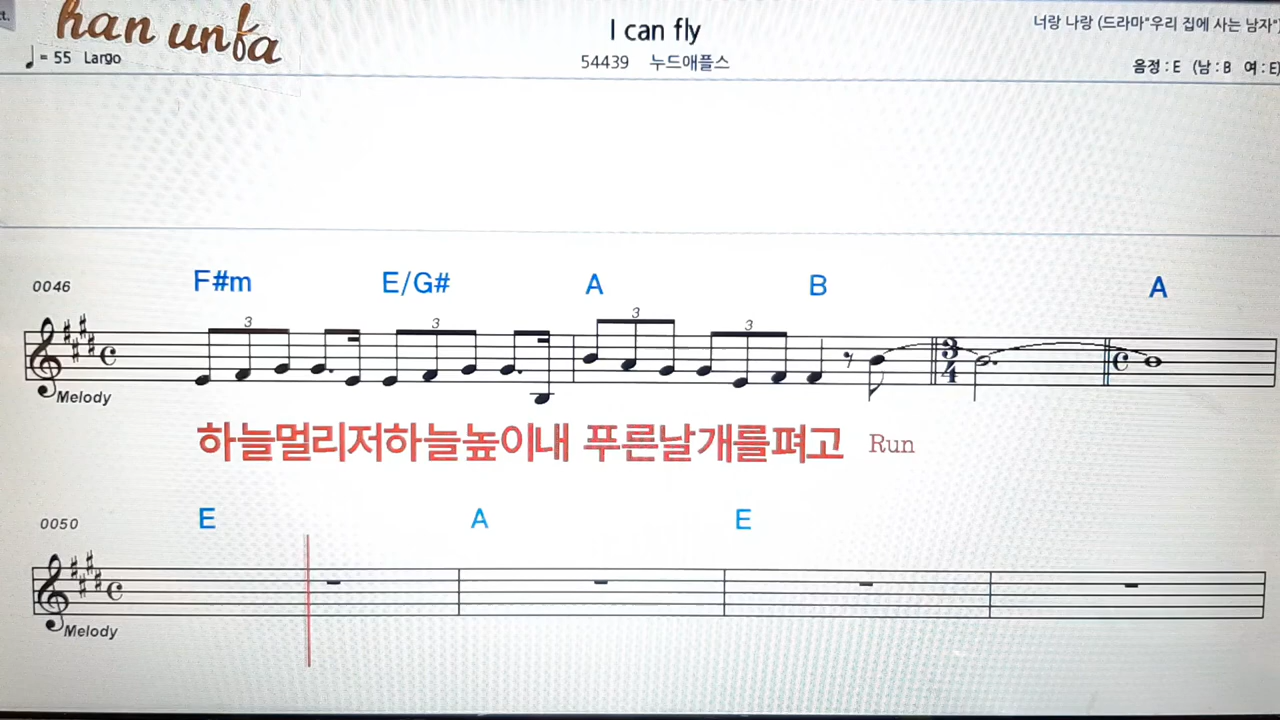 ct.
han unfa
♩ = 55 Largo
I can fly
54439 누드애플스
너랑 나랑 (드라마"우리 집에 사는 남자")
음정 : E (남 : B 여 : E)
0046
F#m E/G# A B A
3 3 3 3
3
4
Melody
하늘멀리저하늘높이내 푸른날개를펴고 Run
0050
E A E
Melody